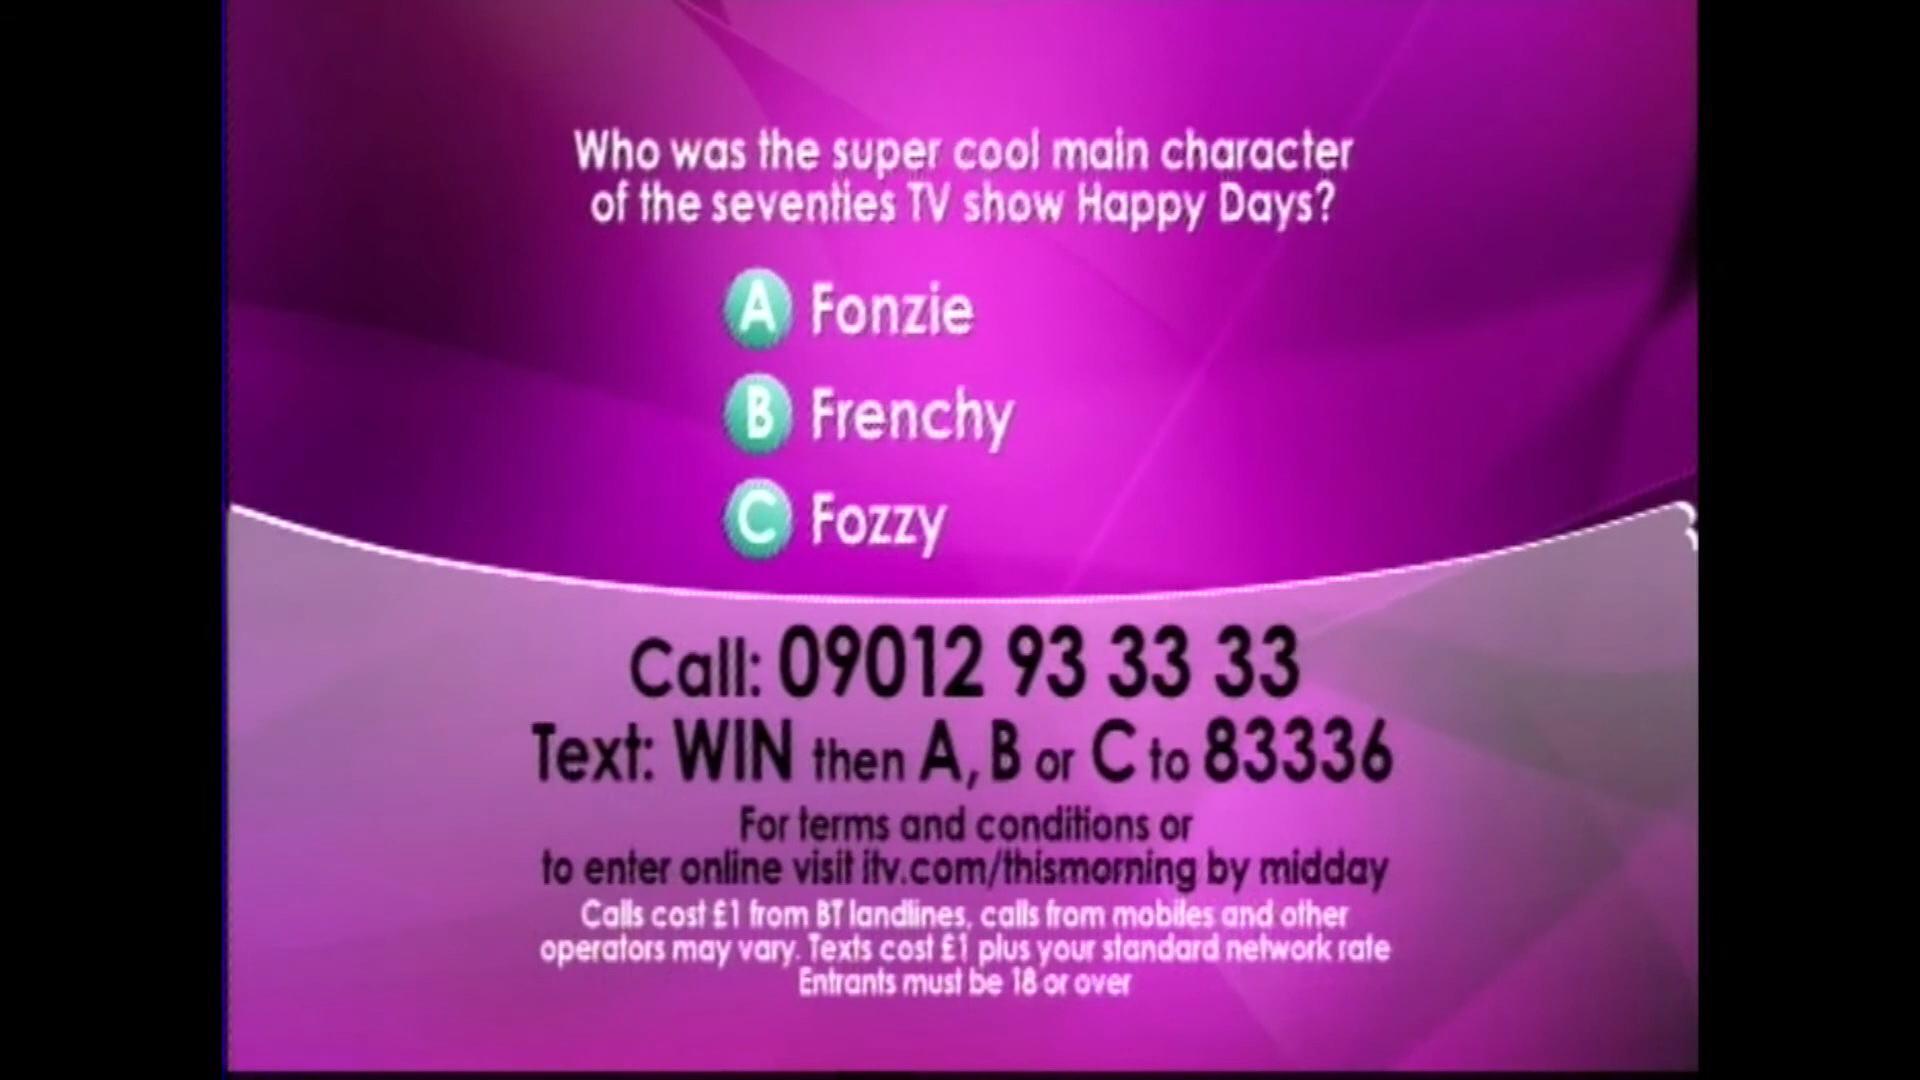 Who was the super cool main character
of the seventies TV show Happy Days?
A Fonzie
B Frenchy
C Fozzy
Call: 09012 93 33 33
Text: WIN then A, B or C to 83336
For terms and conditions or
to enter online visit itv.com/thismorning by midday
Calls cost £1 from BT landlines, calls from mobiles and other
operators may vary. Texts cost £1 plus your standard network rate
Entrants must be 18 or over